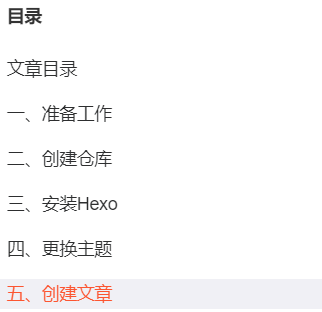 目录
文章目录
一、准备工作
二、创建仓库
三、安装Hexo
四、更换主题
五、创建文章